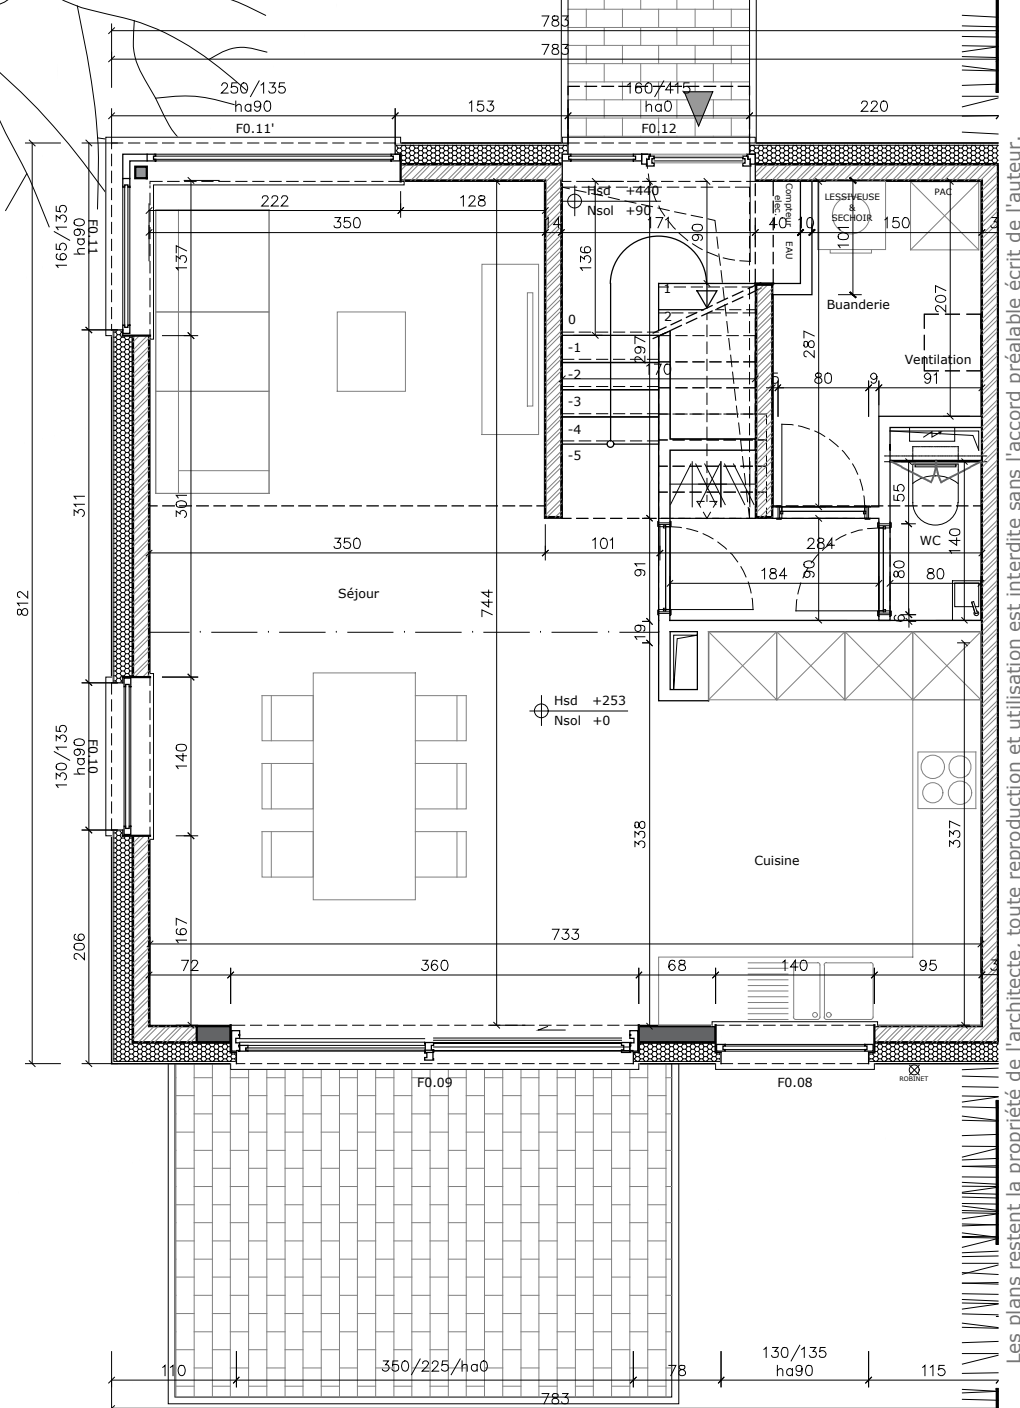 783
783
250/135
ha90
153
160/415
ha0
220
F0.11'
F0.12
Hsd +440
Nsol +90
222
128
350
14
171
40
10
150
3
Compteur
elec.
EAU
LESSIVEUSE
&
SECHOIR
PAC
101
90
136
137
165/135
ha90
F0.11
Buanderie
207
287
Ventilation
297
170
1
2
0
-1
-2
-3
-4
-5
5
80
9
91
311
301
350
101
284
55
WC
140
91
184
90
80
80
6
812
Séjour
744
19
Hsd +253
Nsol +0
130/135
ha90
F0.10
140
338
337
Cuisine
206
167
733
72
360
68
140
95
3
F0.09
F0.08
ROBINET
110
350/225/ha0
78
130/135
ha90
115
783
Les plans restent la propriété de l'architecte, toute reproduction et utilisation est interdite sans l'accord préalable écrit de l'auteur.